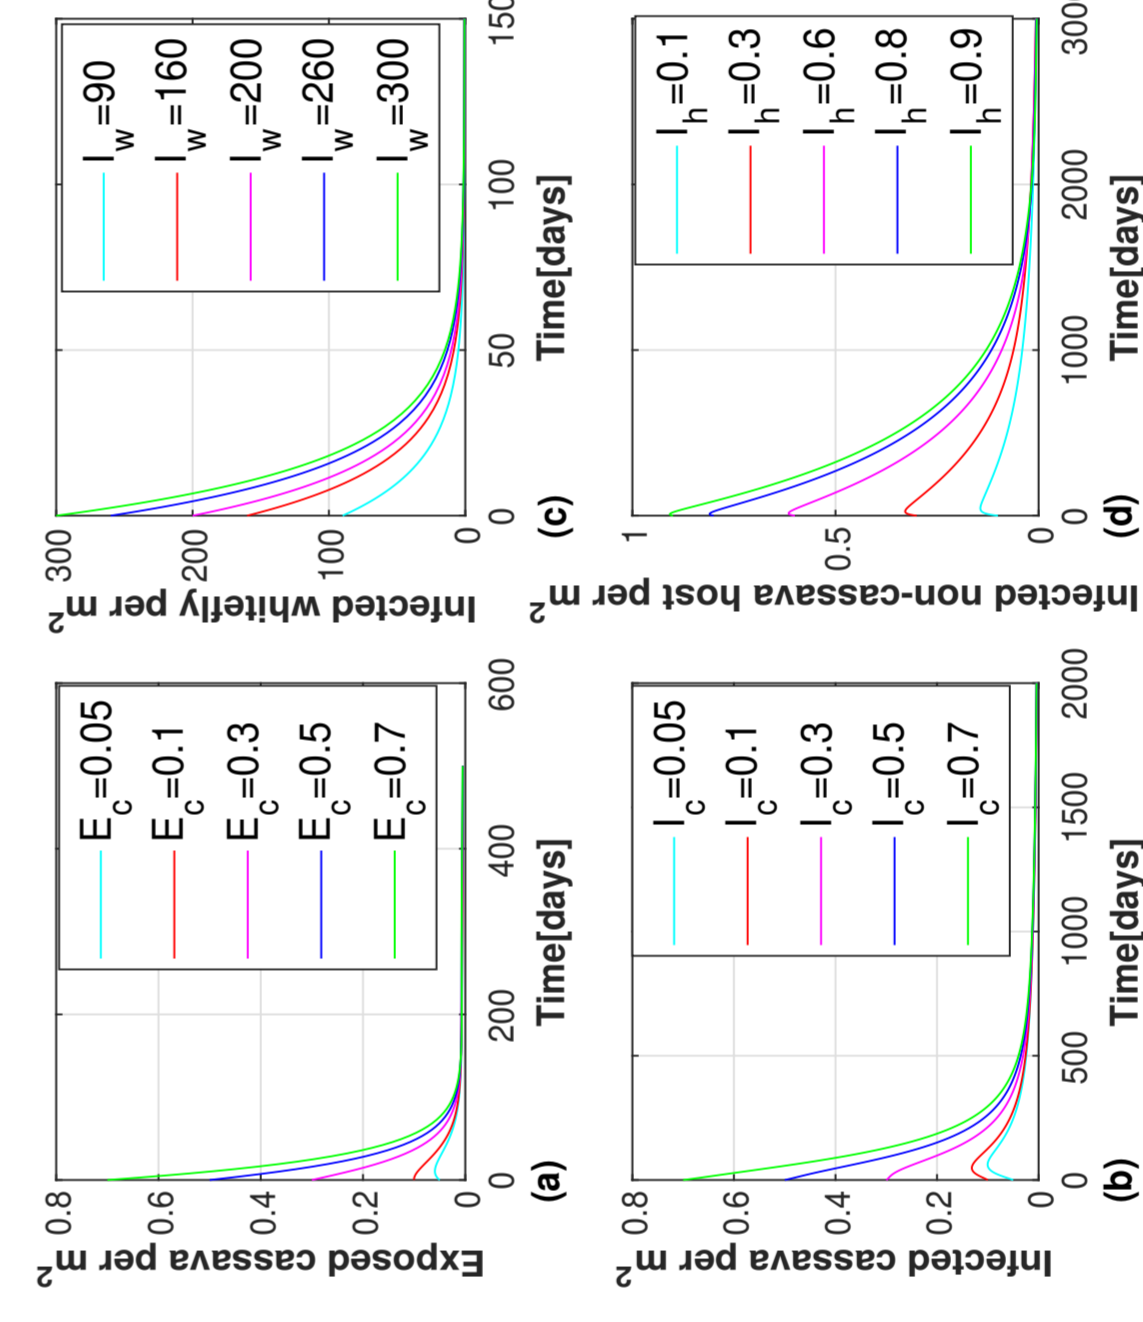 Exposed cassava per m2
0.8
0.6
0.4
0.2
0
0
200
400
600
Time[days]
(a)
Ec=0.05
Ec=0.1
Ec=0.3
Ec=0.5
Ec=0.7
Infected whitefly per m2
300
200
100
0
0
50
100
150
Time[days]
(c)
Iw=90
Iw=160
Iw=200
Iw=260
Iw=300
Infected cassava per m2
0.8
0.6
0.4
0.2
0
0
500
1000
1500
2000
Time[days]
(b)
Ic=0.05
Ic=0.1
Ic=0.3
Ic=0.5
Ic=0.7
Infected non-cassava host per m2
1
0.5
0
0
1000
2000
3000
Time[days]
(d)
Ih=0.1
Ih=0.3
Ih=0.6
Ih=0.8
Ih=0.9